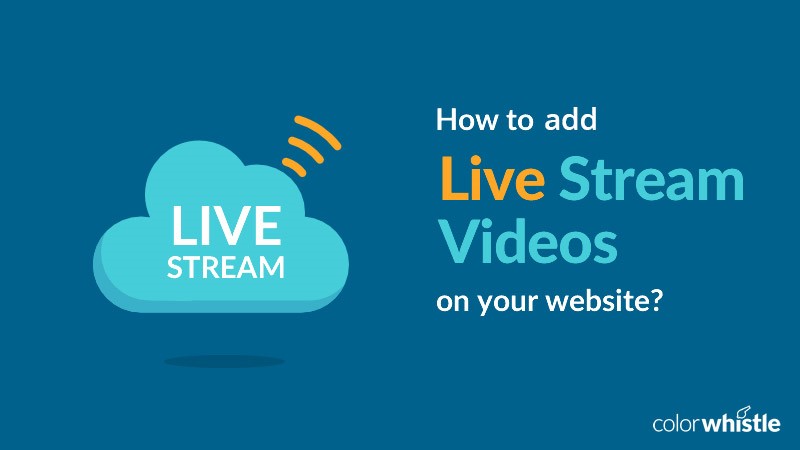 LIVE
STREAM
How to add
Live Stream
Videos
on your website?
colorwhistle